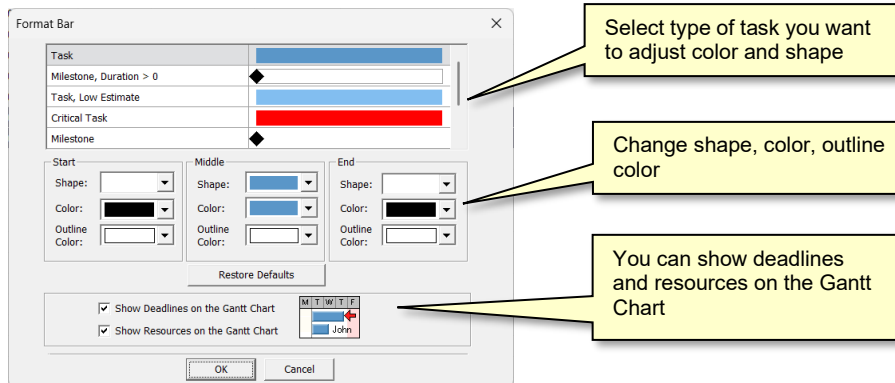 Format Bar
Task
Milestone, Duration > 0
Task, Low Estimate
Critical Task
Milestone
Start
Shape:
Color:
Outline
Color:
Middle
Shape:
Color:
Outline
Color:
End
Shape:
Color:
Outline
Color:
Restore Defaults
Show Deadlines on the Gantt Chart
Show Resources on the Gantt Chart
M T W T F
John
OK
Cancel
Select type of task you want
to adjust color and shape
Change shape, color, outline
color
You can show deadlines
and resources on the Gantt
Chart